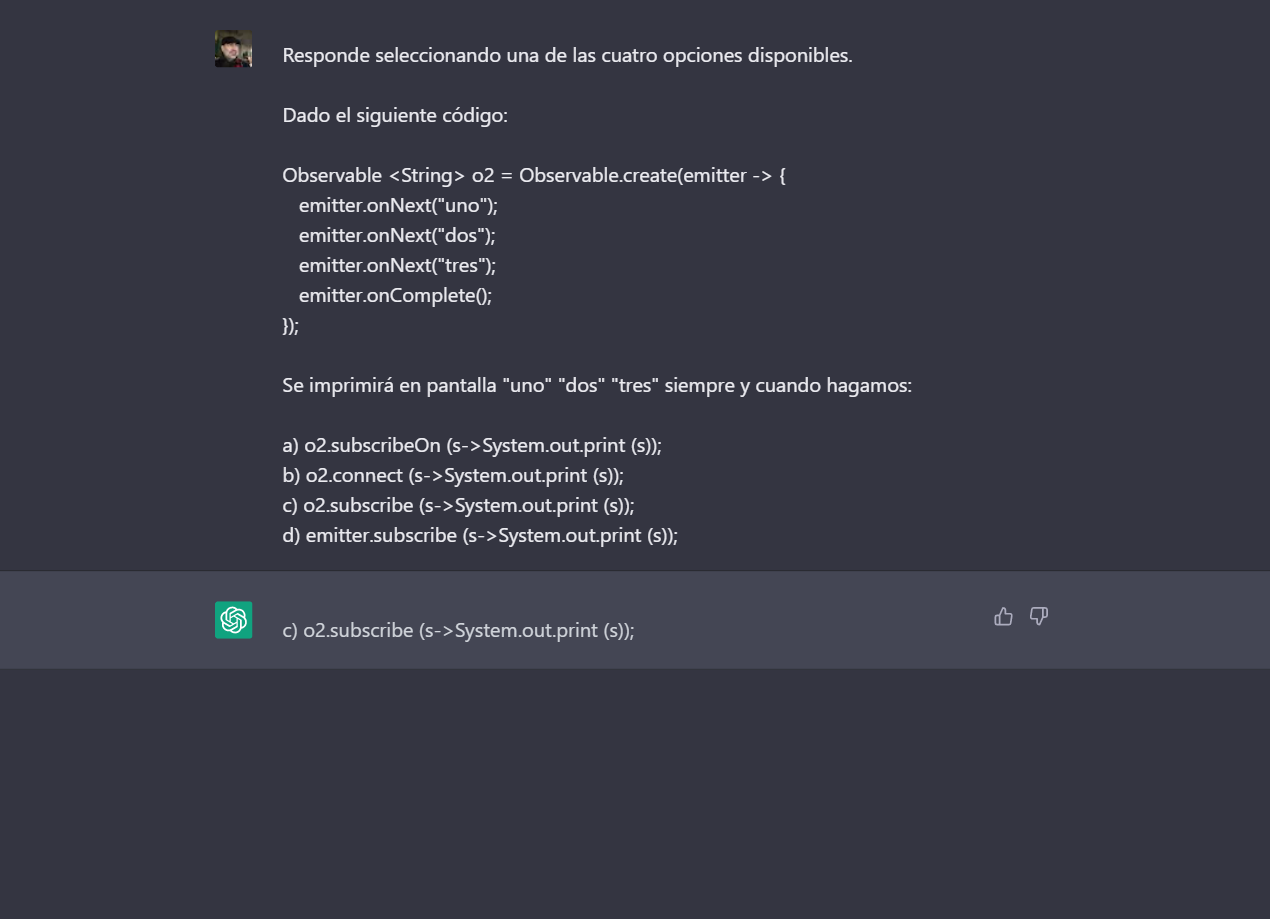 Responde seleccionando una de las cuatro opciones disponibles.
Dado el siguiente código:
Observable <String> o2 = Observable.create(emitter -> {
emitter.onNext("uno");
emitter.onNext("dos");
emitter.onNext("tres");
emitter.onComplete();
});
Se imprimirá en pantalla "uno" "dos" "tres" siempre y cuando hagamos:
a) o2.subscribeOn (s->System.out.print (s));
b) o2.connect (s->System.out.print (s));
c) o2.subscribe (s->System.out.print (s));
d) emitter.subscribe (s->System.out.print (s));
c) o2.subscribe (s->System.out.print (s));